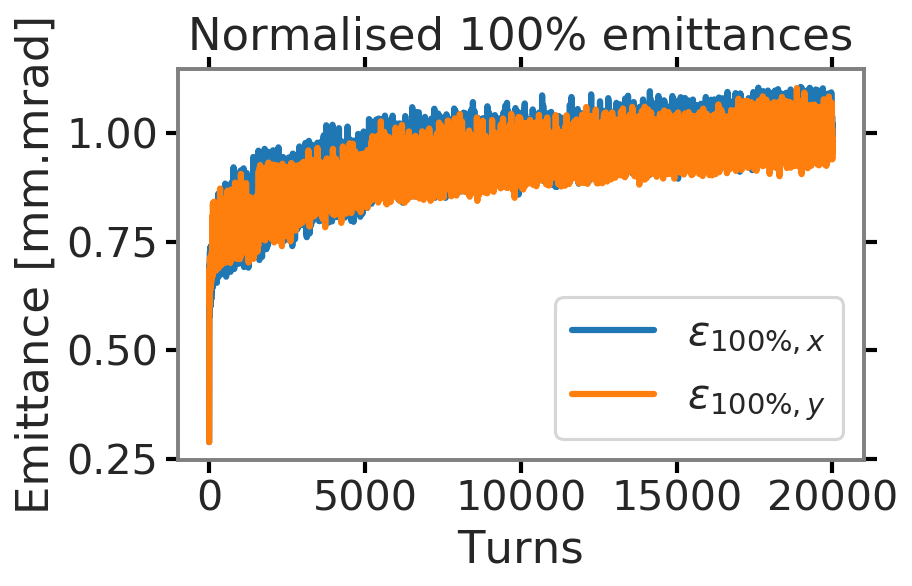 Normalised 100% emittances
Emittance [mm.mrad]
1.00
0.75
0.50
0.25
ε100%, x
ε100%, y
0 5000 10000 15000 20000
Turns